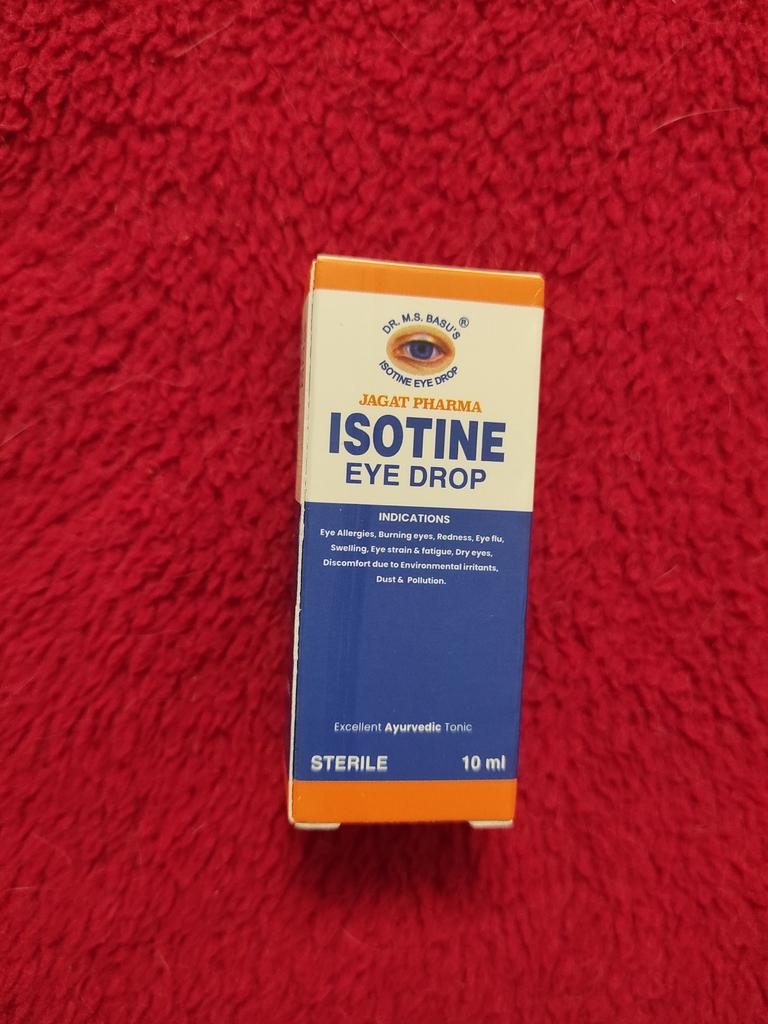 DR. M.S. BASU'S ®
ISOTINE EYE DROP
JAGAT PHARMA
ISOTINE
EYE DROP
INDICATIONS
Eye Allergies, Burning eyes, Redness, Eye flu,
Swelling, Eye strain & fatigue, Dry eyes,
Discomfort due to Environmental irritants,
Dust & Pollution.
Excellent Ayurvedic Tonic
STERILE 10 ml